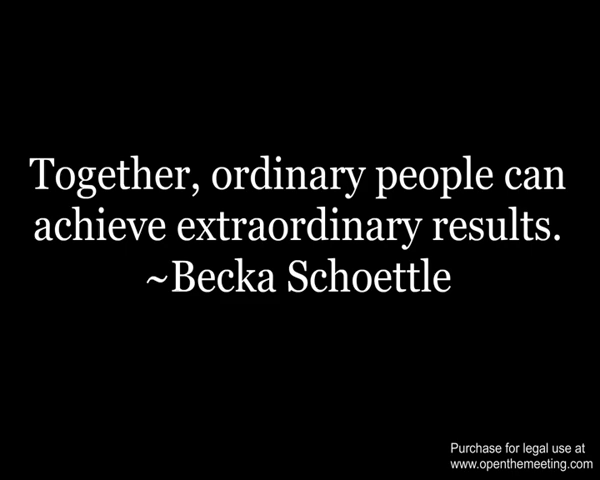 Together, ordinary people can
achieve extraordinary results.
~Becka Schoettle
Purchase for legal use at
www.openthemeeting.com